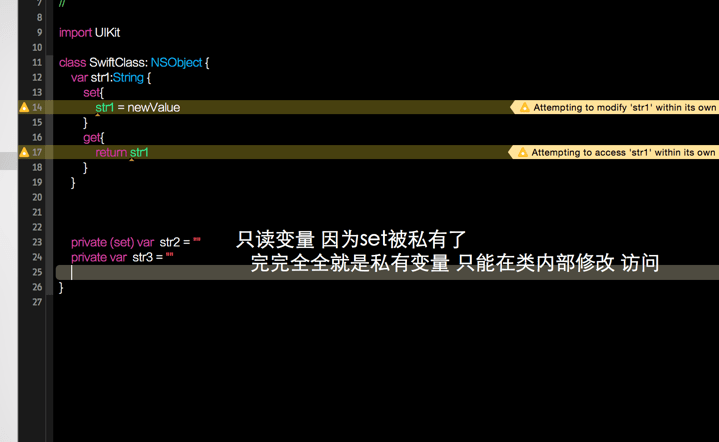 7 //
8
9 import UIKit
10
11 class SwiftClass: NSObject {
12 var str1:String {
13 set{
14 str1 = newValue Attempting to modify 'str1' within its own
15 }
16 get{
17 return str1 Attempting to access 'str1' within its own
18 }
19 }
20
21
22
23 private (set) var str2 = "" 只读变量 因为set被私有了
24 private var str3 = "" 完完全全就是私有变量 只能在类内部修改 访问
25
26 }
27